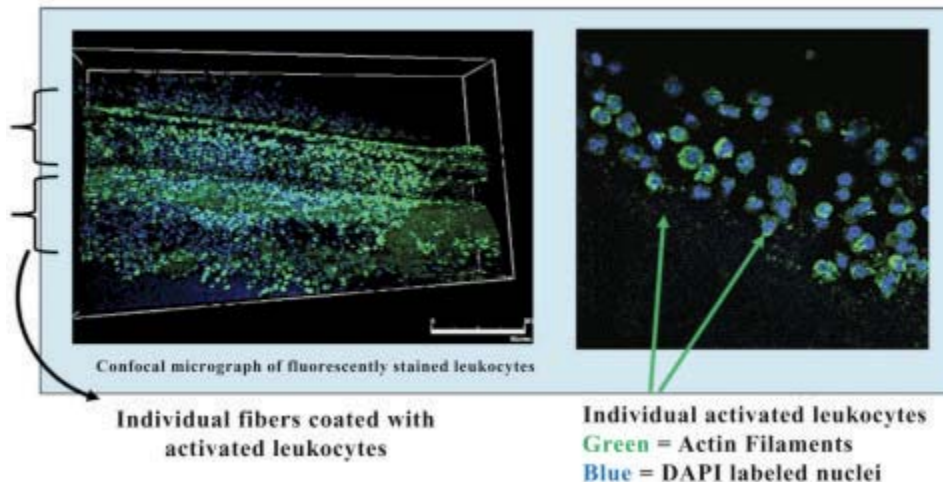 Confocal micrograph of fluorescently stained leukocytes
Individual fibers coated with
activated leukocytes
Individual activated leukocytes
Green = Actin Filaments
Blue = DAPI labeled nuclei